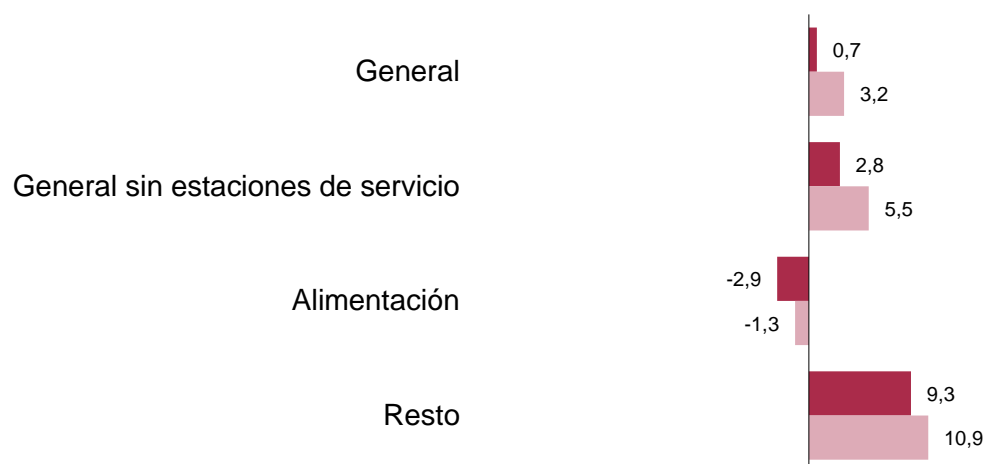 General
0,7
3,2
General sin estaciones de servicio
2,8
5,5
Alimentación
-2,9
-1,3
Resto
9,3
10,9